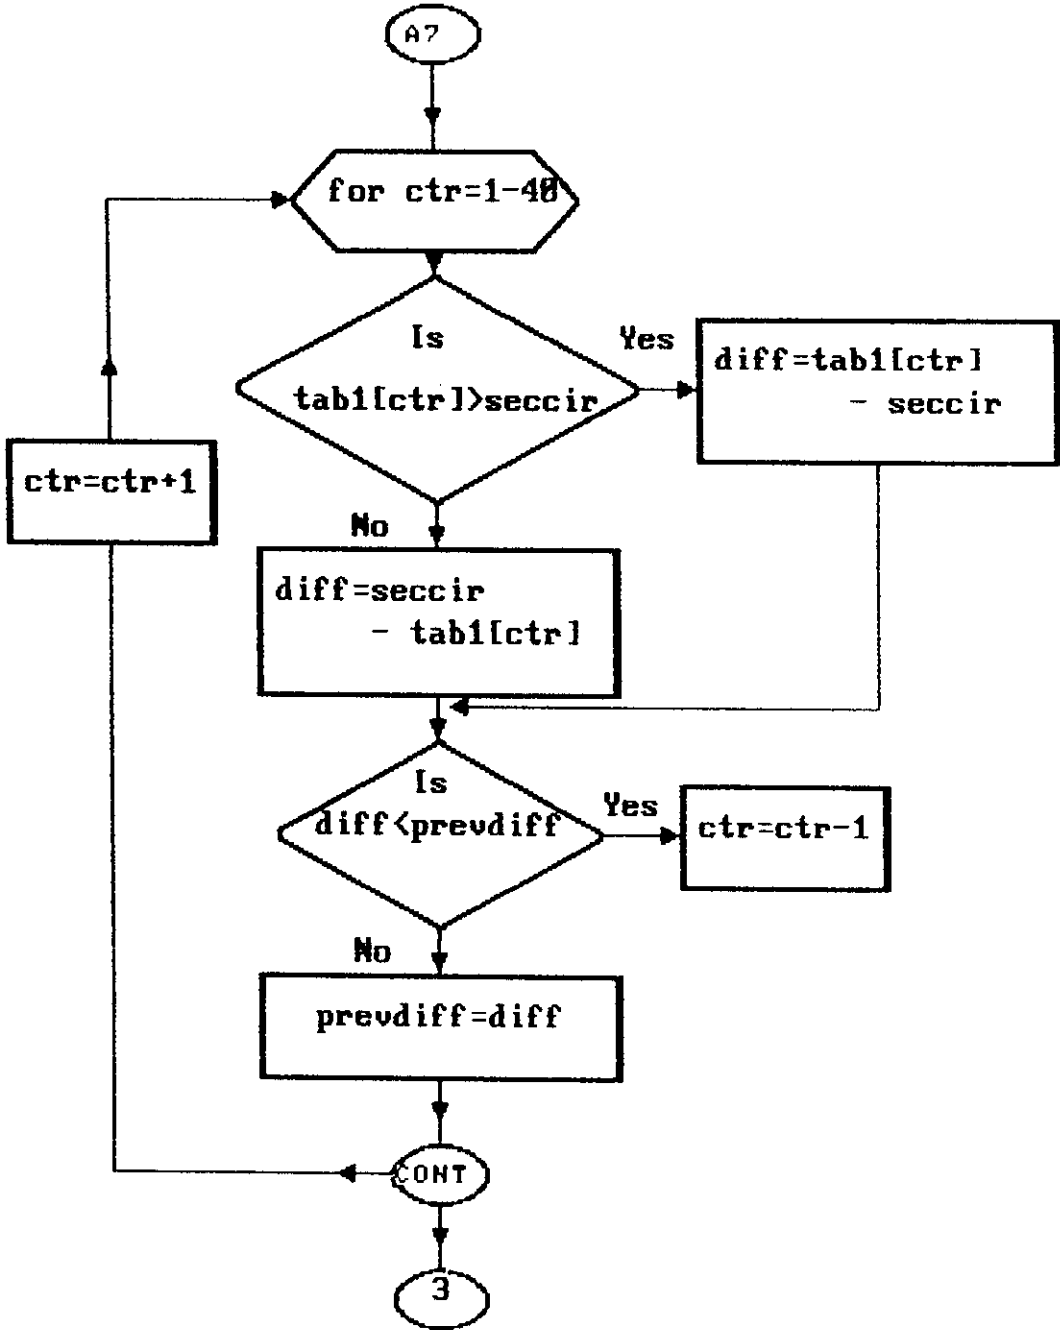 A7
for ctr=1-40
Is
tab1[ctr]>seccir
Yes
diff=tab1[ctr]
- seccir
ctr=ctr+1
No
diff=seccir
- tab1[ctr]
Is
diff<prevdiff
Yes
ctr=ctr-1
No
prevdiff=diff
CONT
3